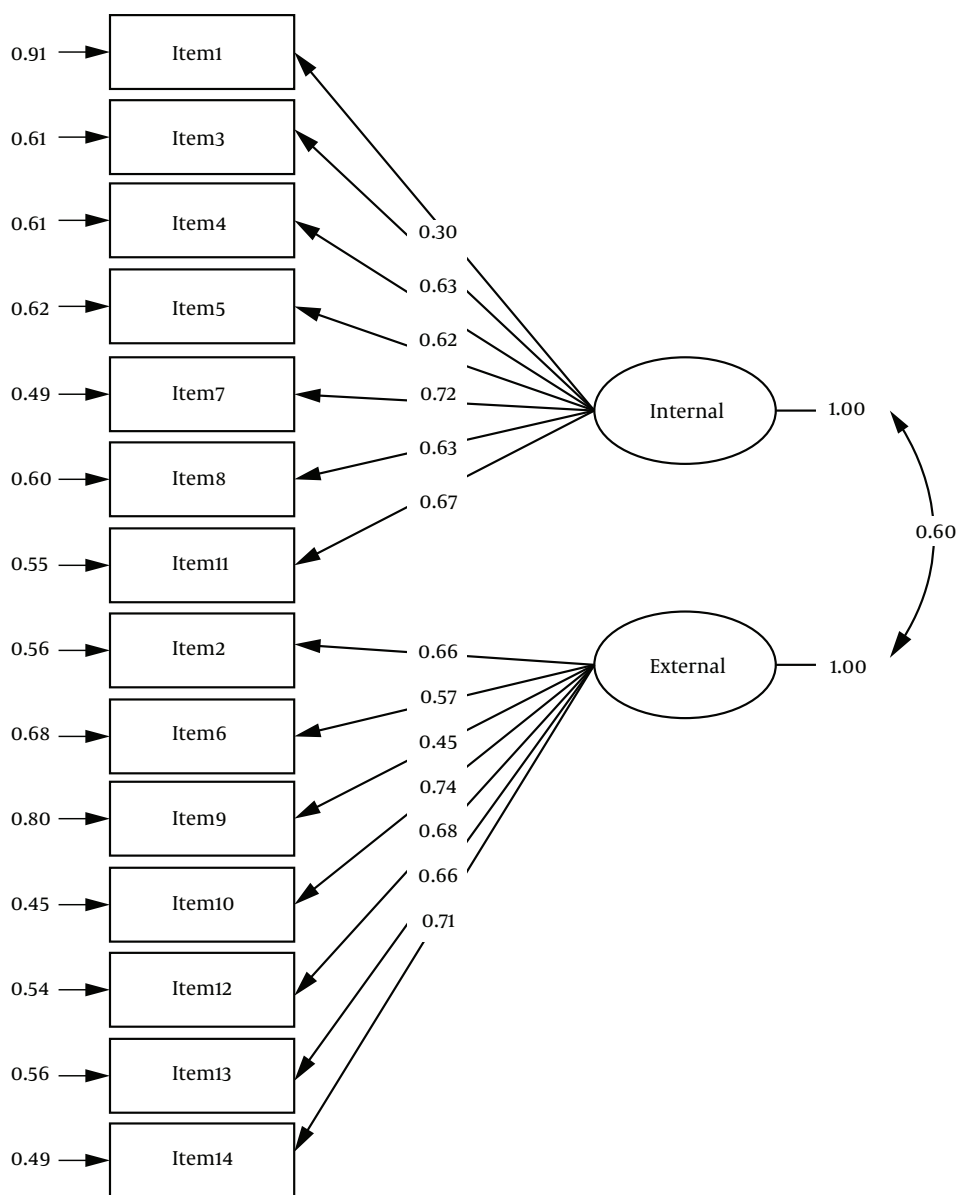 0.91 Item1
0.61 Item3
0.61 Item4
0.62 Item5
0.49 Item7
0.60 Item8
0.55 Item11
0.56 Item2
0.68 Item6
0.80 Item9
0.45 Item10
0.54 Item12
0.56 Item13
0.49 Item14
0.30
0.63
0.62
0.72
0.63
0.67
0.66
0.57
0.45
0.74
0.68
0.66
0.71
Internal 1.00
External 1.00
0.60